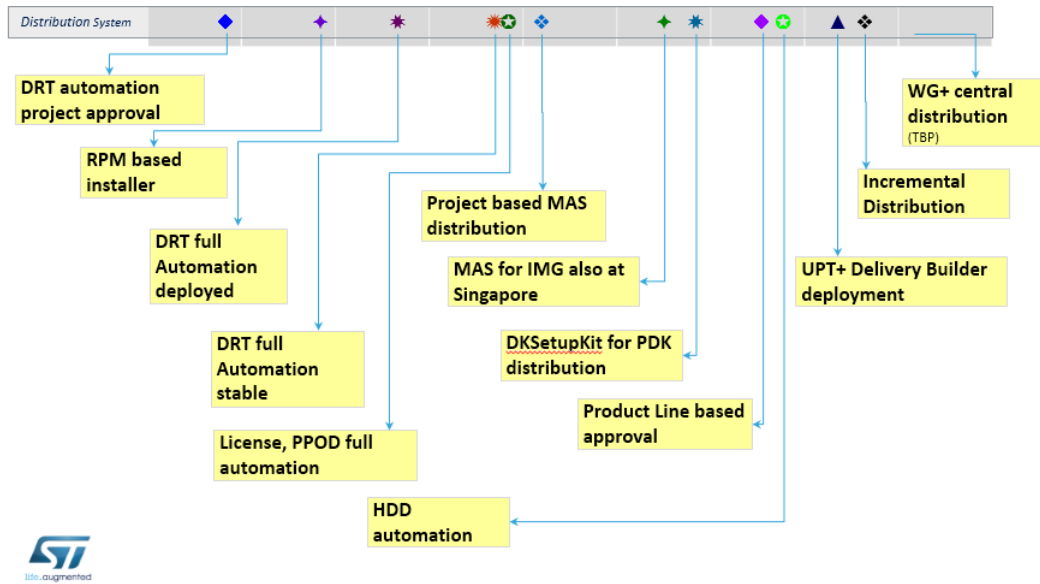 Distribution System
DRT automation
project approval
WG+ central
distribution
(TBP)
RPM based
installer
Incremental
Distribution
Project based MAS
distribution
DRT full
Automation
deployed
MAS for IMG also at
Singapore
UPT+ Delivery Builder
deployment
DRT full
Automation
stable
DKSetupKit for PDK
distribution
Product Line based
approval
License, PPOD full
automation
HDD
automation
ST
life.augmented